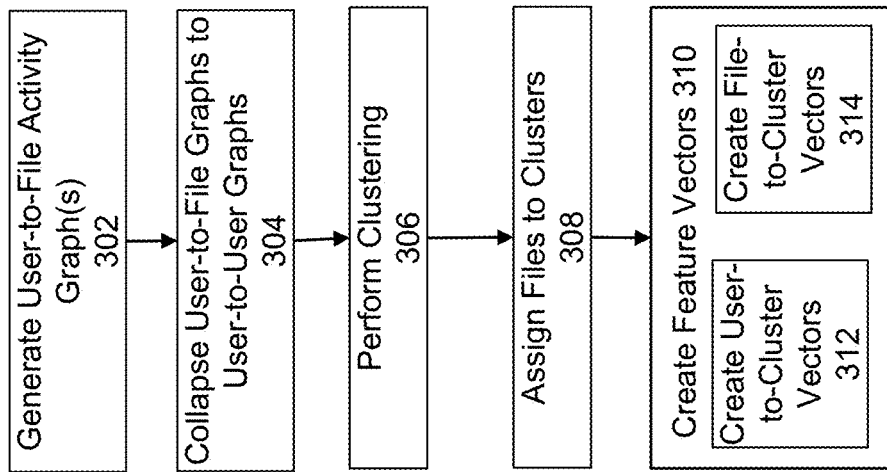 Generate User-to-File Activity
Graph(s)
302
Collapse User-to-File Graphs to
User-to-User Graphs
304
Perform Clustering
306
Assign Files to Clusters
308
Create Feature Vectors 310
Create User-
to-Cluster
Vectors
312
Create File-
to-Cluster
Vectors
314